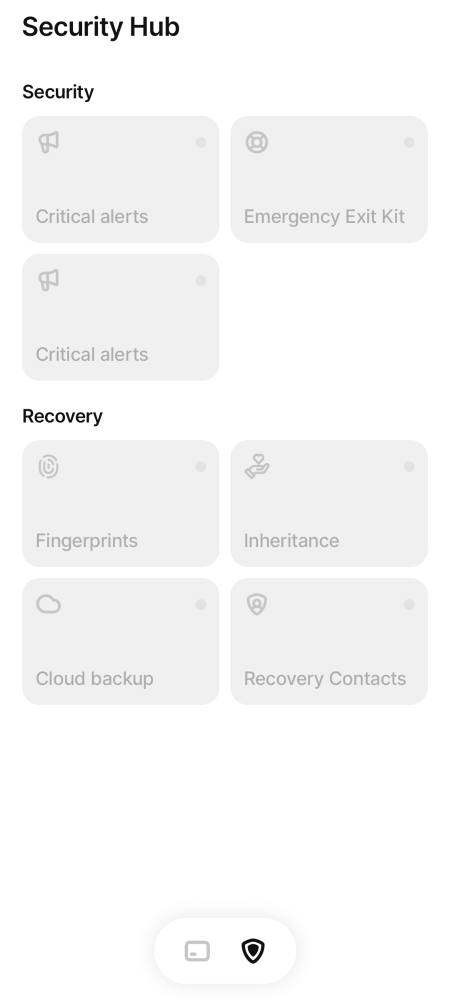 Security Hub
Security
Critical alerts
Emergency Exit Kit
Critical alerts
Recovery
Fingerprints
Inheritance
Cloud backup
Recovery Contacts